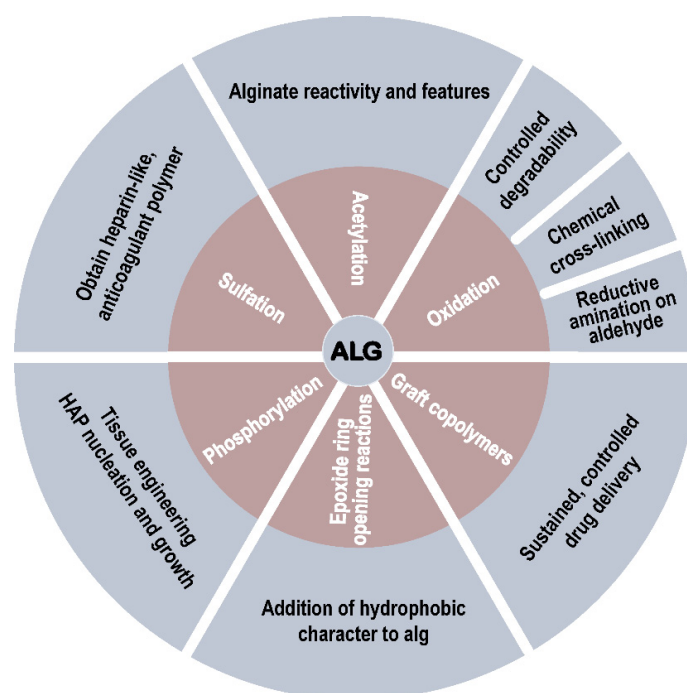 Alginate reactivity and features
Controlled
degradability
Chemical
cross-linking
Reductive
amination on
aldehyde
Obtain heparin-like,
anticoagulant polymer
Acetylation
Sulfation
Oxidation
ALG
Phosphorylation
Epoxide ring
opening reactions
Graft copolymers
Tissue engineering
HAP nucleation and growth
Addition of hydrophobic
character to alg
Sustained, controlled
drug delivery